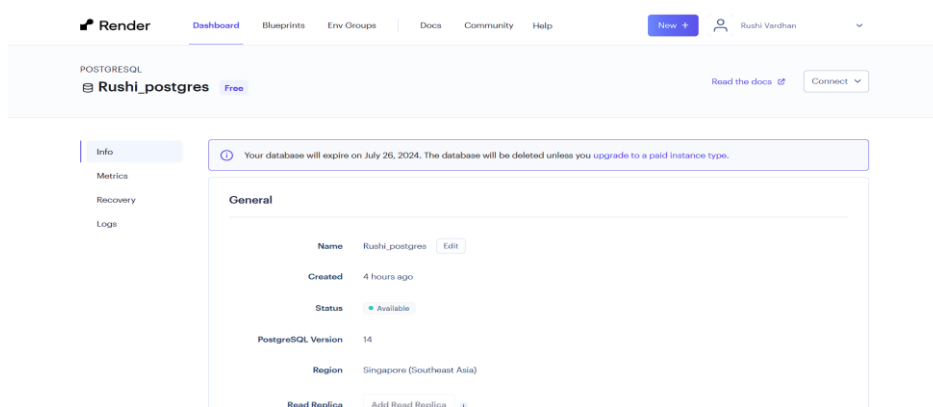 Render Dashboard Blueprints Env Groups Docs Community Help New + Rushi Vardhan
POSTGRESQL
Rushi_postgres Free
Read the docs Connect
Info
Metrics
Recovery
Logs
Your database will expire on July 26, 2024. The database will be deleted unless you upgrade to a paid instance type.
General
Name Rushi_postgres Edit
Created 4 hours ago
Status Available
PostgreSQL Version 14
Region Singapore (Southeast Asia)
Read Replica Add Read Replica